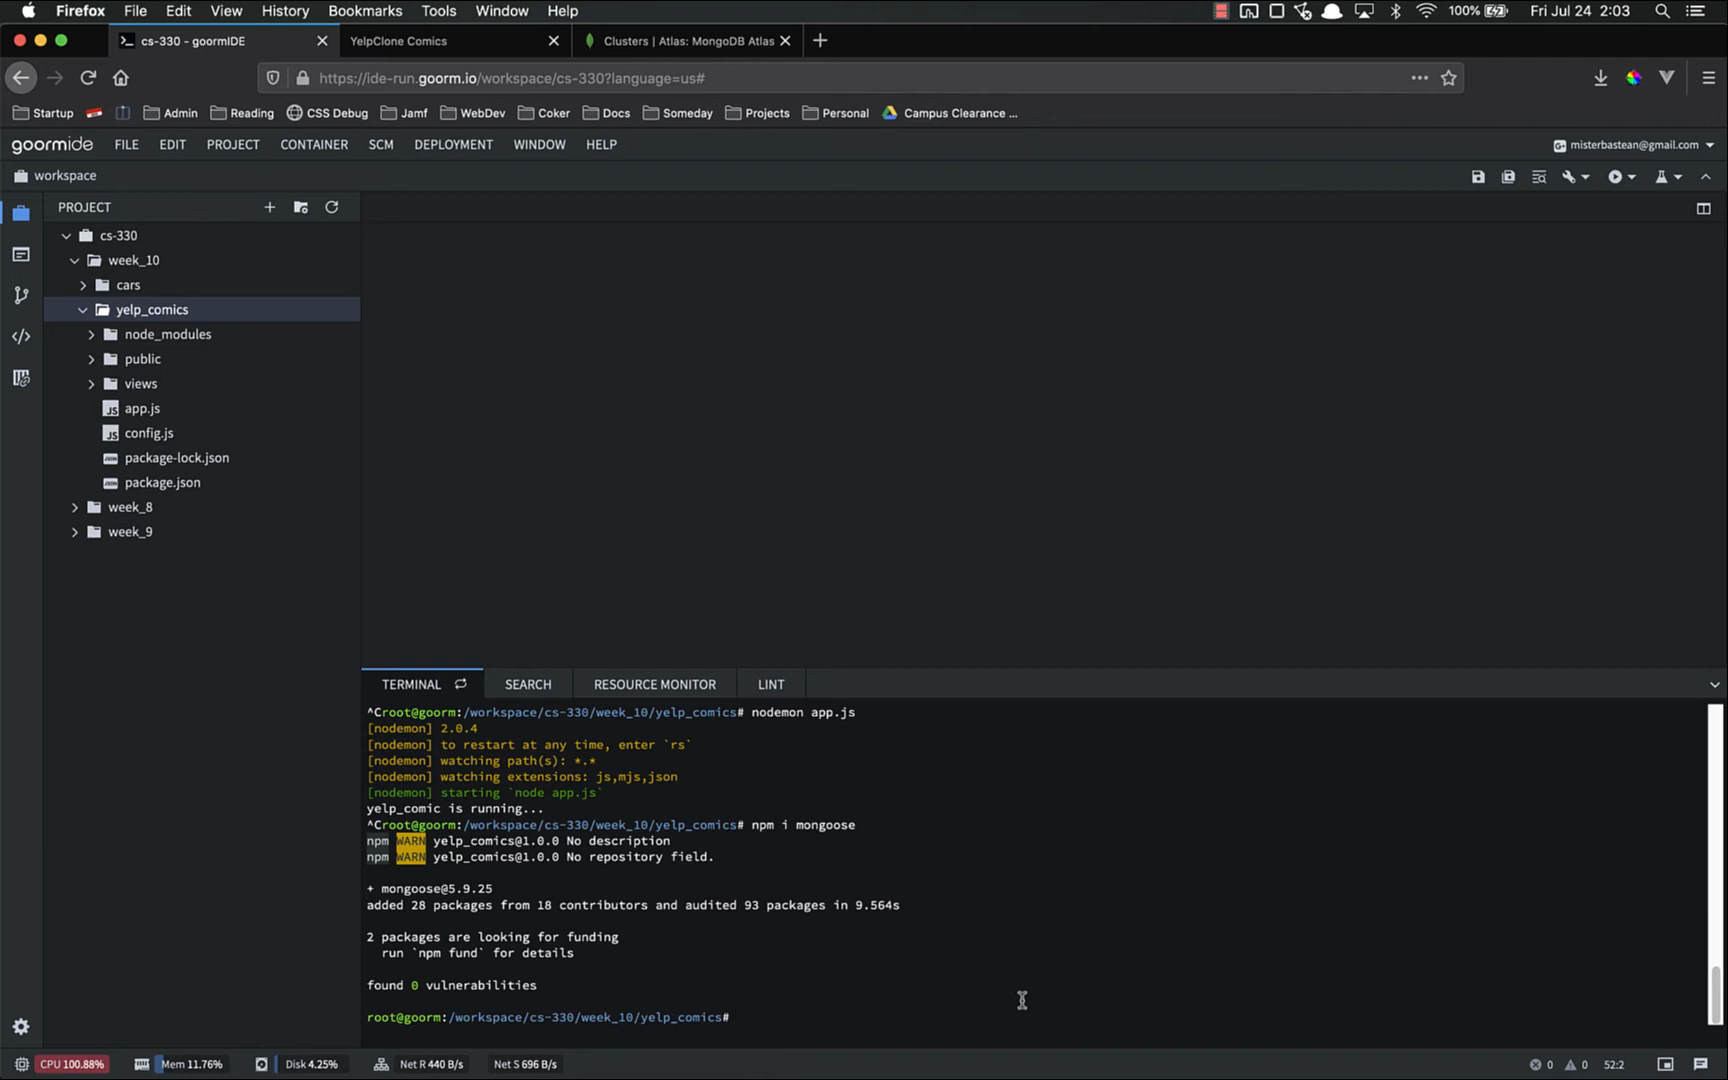 Firefox File Edit View History Bookmarks Tools Window Help 100% Fri Jul 24 2:03
cs-330 - goormIDE YelpClone Comics Clusters | Atlas: MongoDB Atlas
https://ide-run.goorm.io/workspace/cs-330?language=us#
Startup Admin Reading CSS Debug Jamf WebDev Coker Docs Someday Projects Personal Campus Clearance ...
goormide FILE EDIT PROJECT CONTAINER SCM DEPLOYMENT WINDOW HELP misterbastean@gmail.com
workspace
PROJECT
cs-330
week_10
cars
yelp_comics
node_modules
public
views
app.js
config.js
package-lock.json
package.json
week_8
week_9
TERMINAL SEARCH RESOURCE MONITOR LINT
^Croot@goorm:/workspace/cs-330/week_10/yelp_comics# nodemon app.js
[nodemon] 2.0.4
[nodemon] to restart at any time, enter `rs`
[nodemon] watching path(s): *.*
[nodemon] watching extensions: js,mjs,json
[nodemon] starting `node app.js`
yelp_comic is running...
^Croot@goorm:/workspace/cs-330/week_10/yelp_comics# npm i mongoose
npm WARN yelp_comics@1.0.0 No description
npm WARN yelp_comics@1.0.0 No repository field.
+ mongoose@5.9.25
added 28 packages from 18 contributors and audited 93 packages in 9.564s
2 packages are looking for funding
run `npm fund` for details
found 0 vulnerabilities
root@goorm:/workspace/cs-330/week_10/yelp_comics#
CPU 100.88% Mem 11.76% Disk 4.25% Net R 440 B/s Net S 696 B/s 0 0 52:2